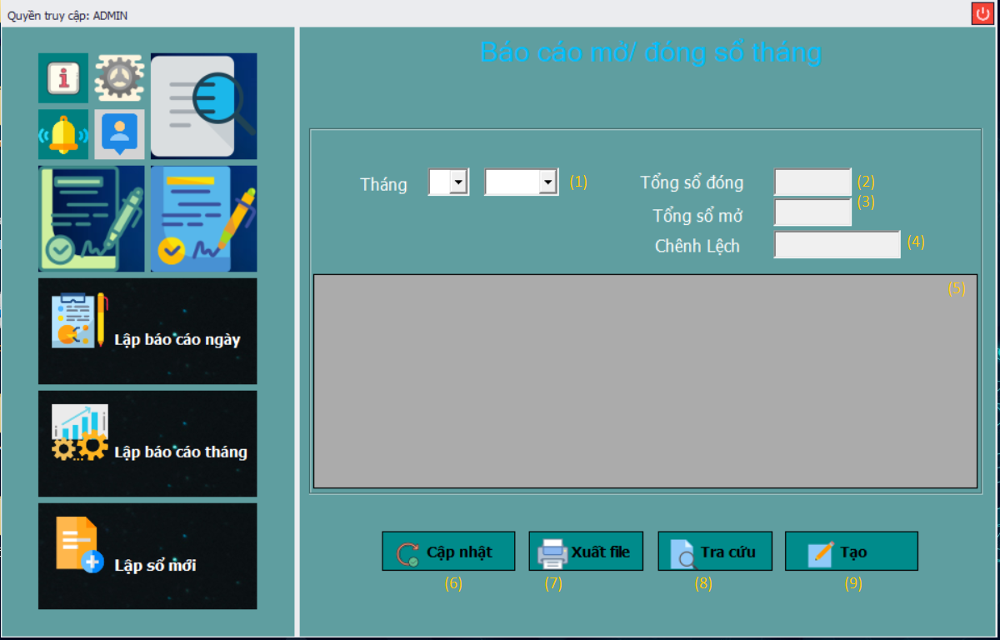 Quyền truy cập: ADMIN
Báo cáo mở/ đóng sổ tháng
Tháng (1)
Tổng sổ đóng (2)
Tổng sổ mở (3)
Chênh Lệch (4)
(5)
Lập báo cáo ngày
Lập báo cáo tháng
Lập sổ mới
Cập nhật
Xuất file
Tra cứu
Tạo
(6)
(7)
(8)
(9)